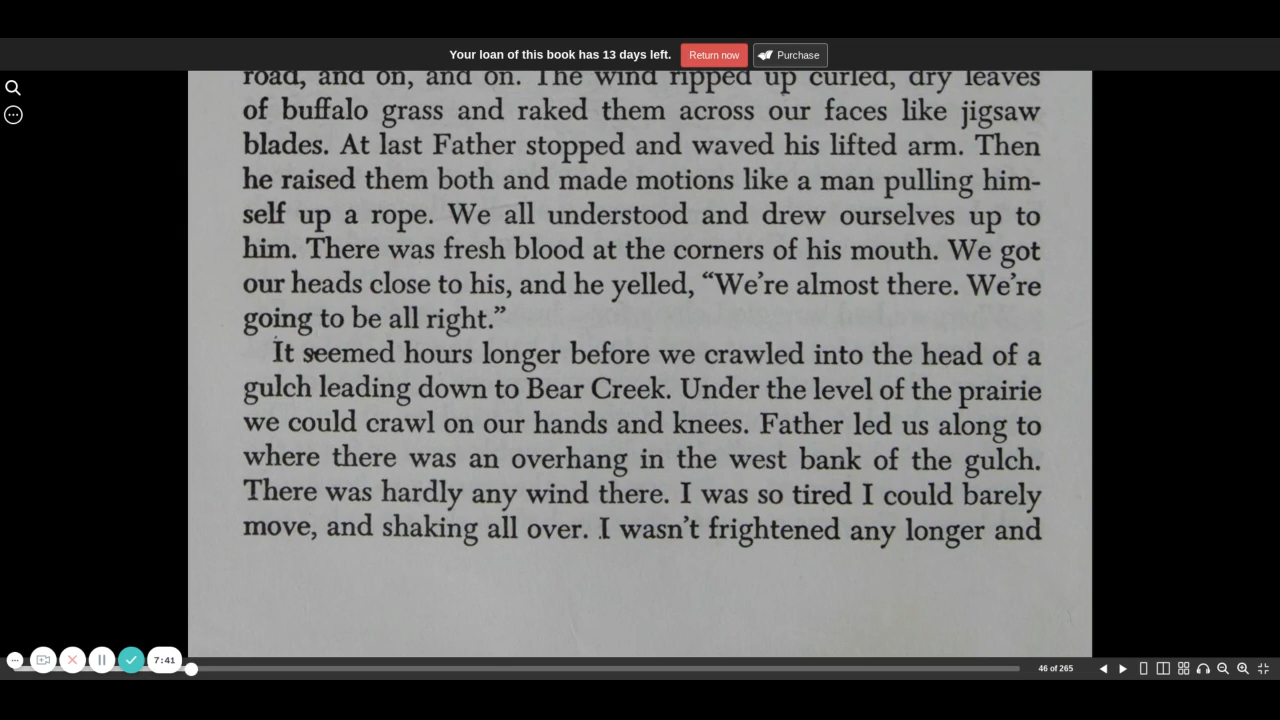 Your loan of this book has 13 days left. Return now Purchase
road, and on, and on. The wind ripped up curled, dry leaves
of buffalo grass and raked them across our faces like jigsaw
blades. At last Father stopped and waved his lifted arm. Then
he raised them both and made motions like a man pulling him-
self up a rope. We all understood and drew ourselves up to
him. There was fresh blood at the corners of his mouth. We got
our heads close to his, and he yelled, “We’re almost there. We’re
going to be all right.”
It seemed hours longer before we crawled into the head of a
gulch leading down to Bear Creek. Under the level of the prairie
we could crawl on our hands and knees. Father led us along to
where there was an overhang in the west bank of the gulch.
There was hardly any wind there. I was so tired I could barely
move, and shaking all over. I wasn’t frightened any longer and
7:41
46 of 265